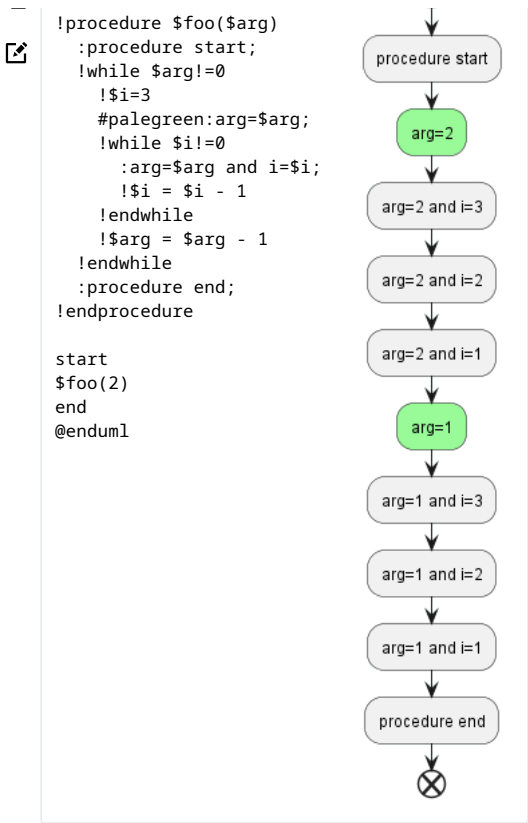 !procedure $foo($arg)
:procedure start;
!while $arg!=0
!$i=3
#palegreen:arg=$arg;
!while $i!=0
:arg=$arg and i=$i;
!$i = $i - 1
!endwhile
!$arg = $arg - 1
!endwhile
:procedure end;
!endprocedure
start
$foo(2)
end
@enduml
procedure start
arg=2
arg=2 and i=3
arg=2 and i=2
arg=2 and i=1
arg=1
arg=1 and i=3
arg=1 and i=2
arg=1 and i=1
procedure end